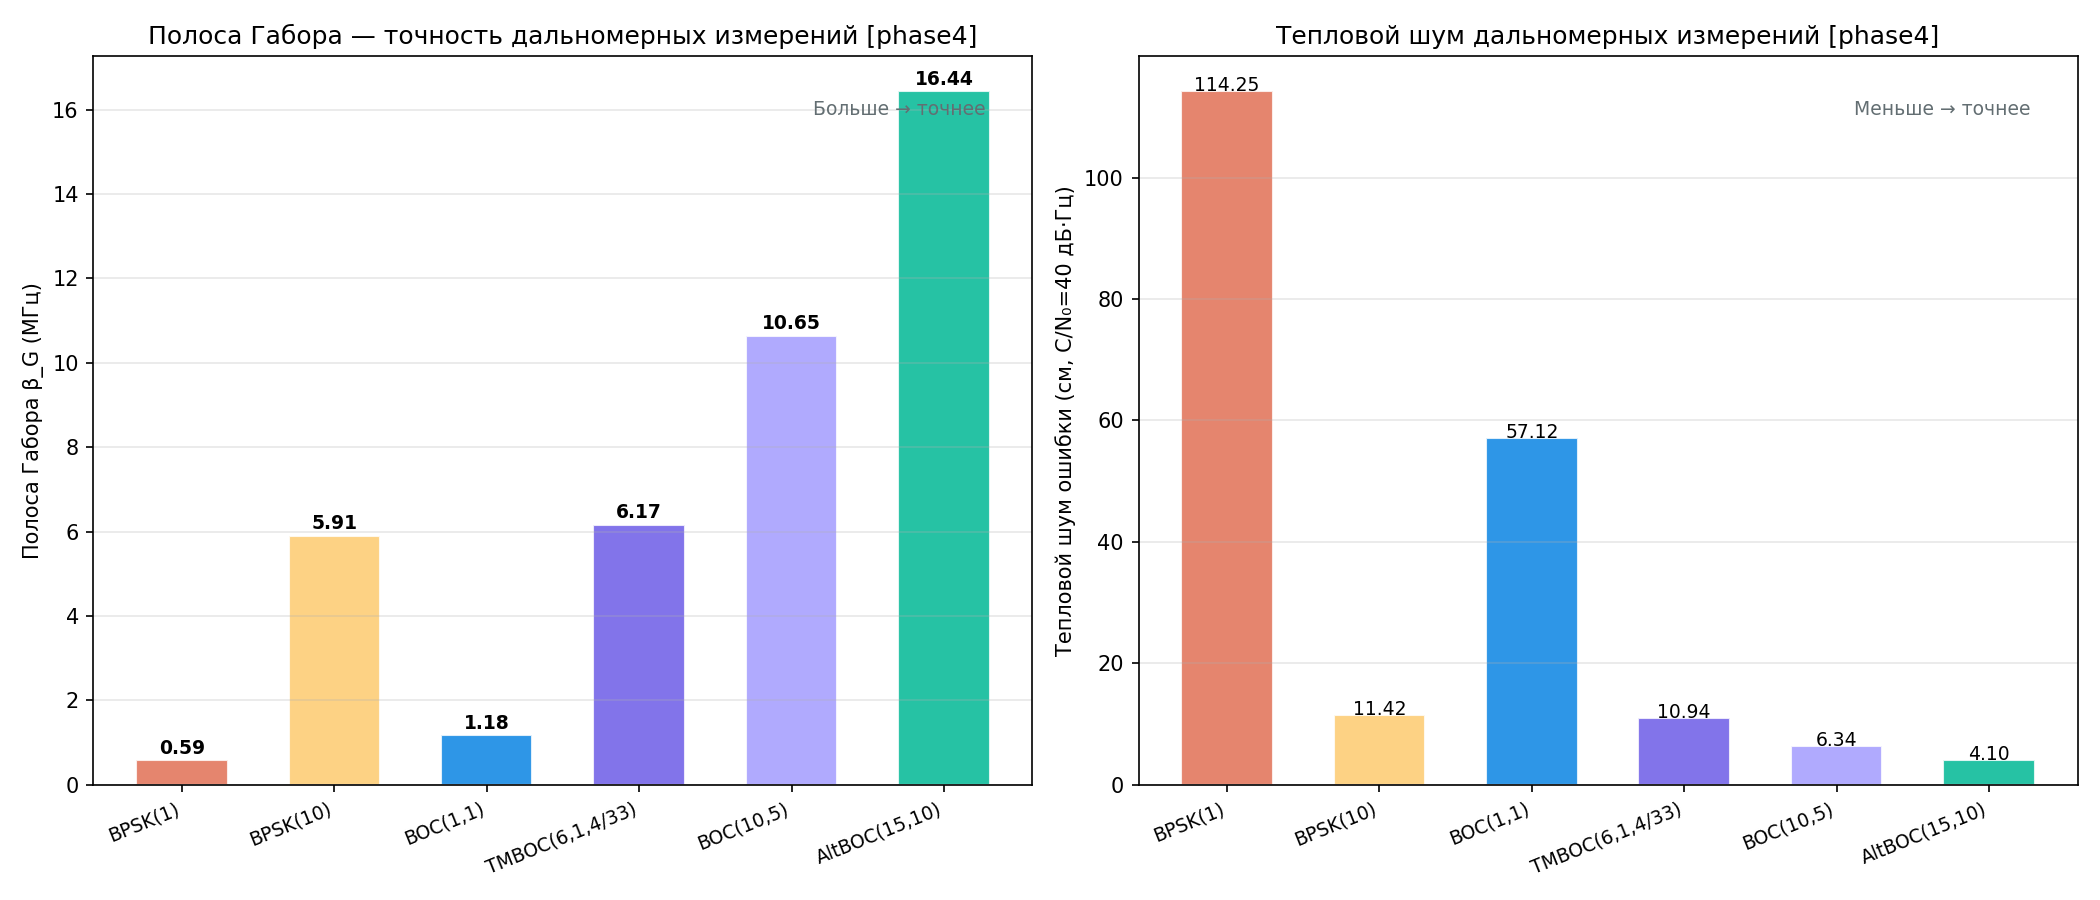 Полоса Габора — точность дальномерных измерений [phase4]
Полоса Габора β_G (МГц)
16
14
12
10
8
6
4
2
0
Больше → точнее
0.59
5.91
1.18
6.17
10.65
16.44
BPSK(1)
BPSK(10)
BOC(1,1)
TMBOC(6,1,4/33)
BOC(10,5)
AltBOC(15,10)
Тепловой шум дальномерных измерений [phase4]
Тепловой шум ошибки (см, C/N₀=40 дБ·Гц)
100
80
60
40
20
0
Меньше → точнее
114.25
11.42
57.12
10.94
6.34
4.10
BPSK(1)
BPSK(10)
BOC(1,1)
TMBOC(6,1,4/33)
BOC(10,5)
AltBOC(15,10)